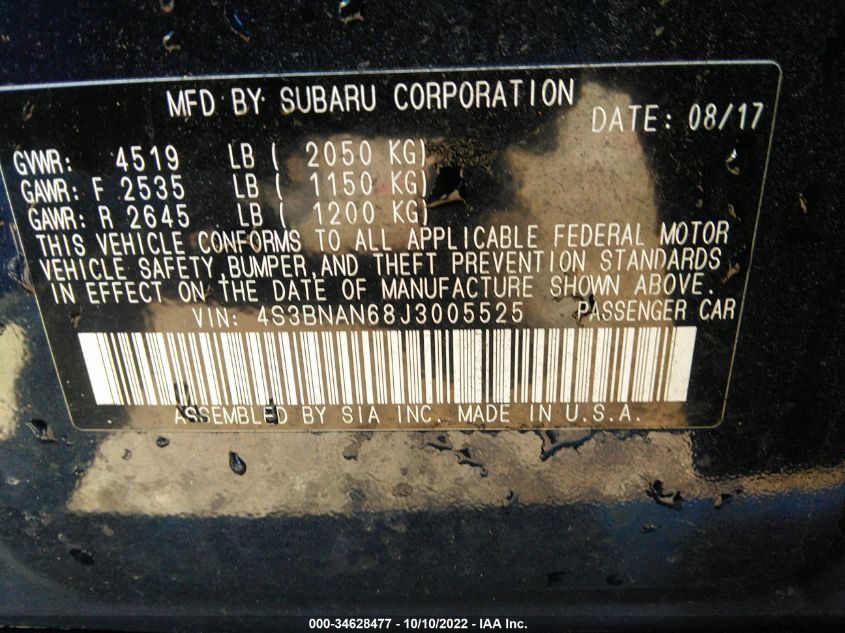 MFD BY SUBARU CORPORATION
DATE: 08/17
GVWR: 4519 LB ( 2050 KG)
GAWR: F 2535 LB ( 1150 KG)
GAWR: R 2645 LB ( 1200 KG)
THIS VEHICLE CONFORMS TO ALL APPLICABLE FEDERAL MOTOR
VEHICLE SAFETY,BUMPER,AND THEFT PREVENTION STANDARDS
IN EFFECT ON THE DATE OF MANUFACTURE SHOWN ABOVE.
VIN: 4S3BNAN68J3005525 PASSENGER CAR
ASSEMBLED BY SIA INC. MADE IN U.S.A.
000-34628477 - 10/10/2022 - IAA Inc.